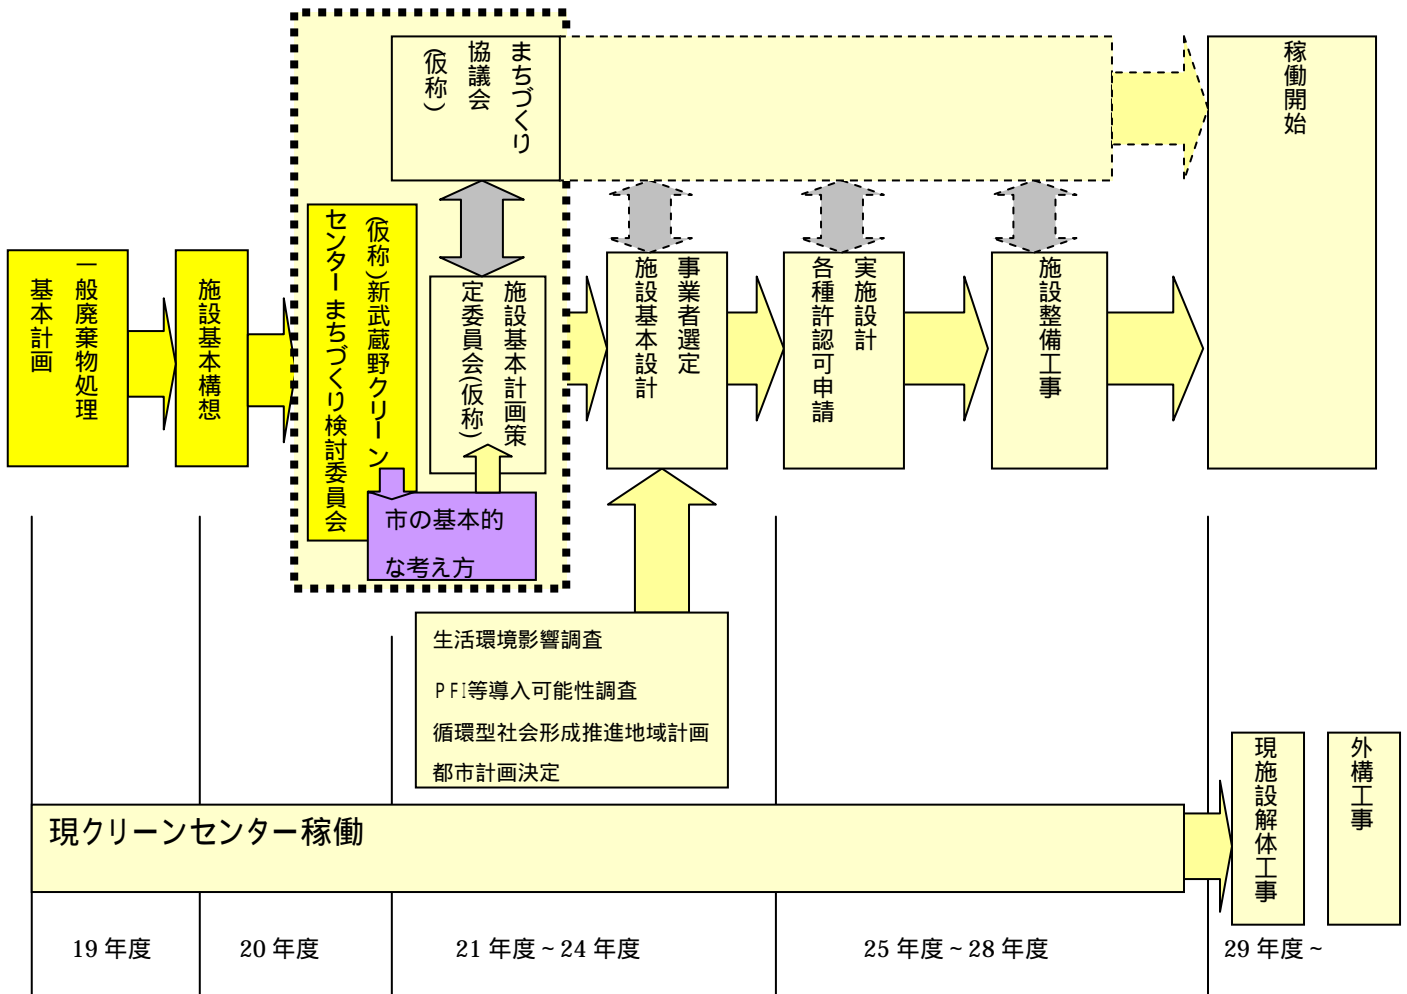 まちづくり
協議会
(仮称)
稼働開始
一般廃棄物処理
基本計画
施設基本構想
(仮称)新武蔵野クリーン
センターまちづくり検討委員会
施設基本計画策
定委員会(仮称)
市の基本的
な考え方
事業者選定
施設基本設計
実施設計
各種許認可申請
施設整備工事
生活環境影響調査
PFI等導入可能性調査
循環型社会形成推進地域計画
都市計画決定
現クリーンセンター稼働
現施設解体工事
外構工事
19年度
20年度
21年度~24年度
25年度~28年度
29年度~